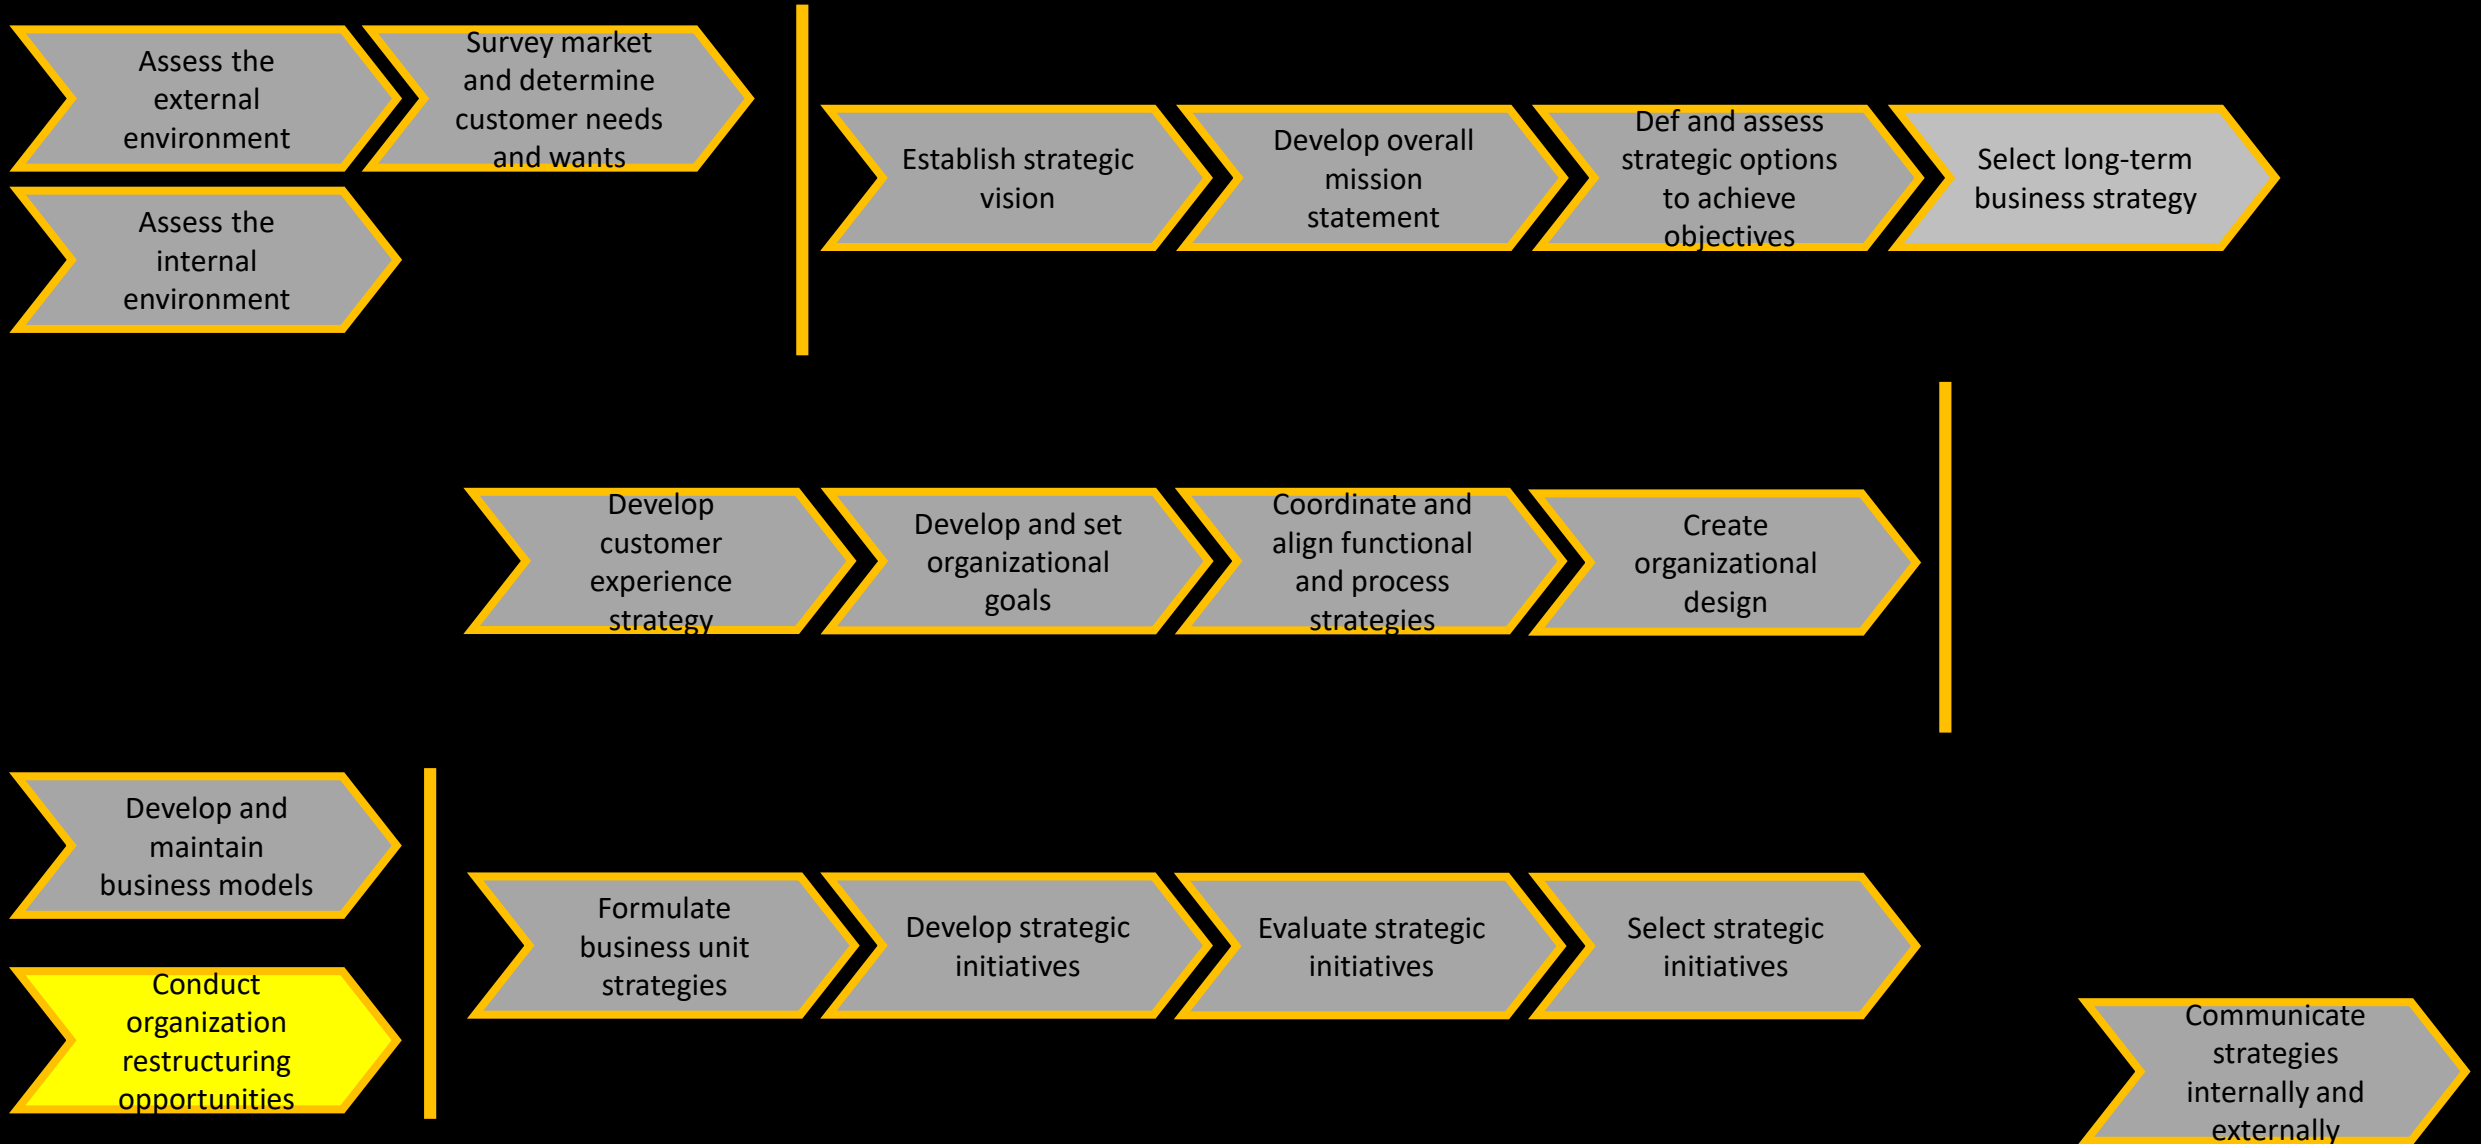 Assess the
external
environment
Survey market
and determine
customer needs
and wants
Assess the
internal
environment
Establish strategic
vision
Develop overall
mission
statement
Def and assess
strategic options
to achieve
objectives
Select long-term
business strategy
Develop
customer
experience
strategy
Develop and set
organizational
goals
Coordinate and
align functional
and process
strategies
Create
organizational
design
Develop and
maintain
business models
Conduct
organization
restructuring
opportunities
Formulate
business unit
strategies
Develop strategic
initiatives
Evaluate strategic
initiatives
Select strategic
initiatives
Communicate
strategies
internally and
externally